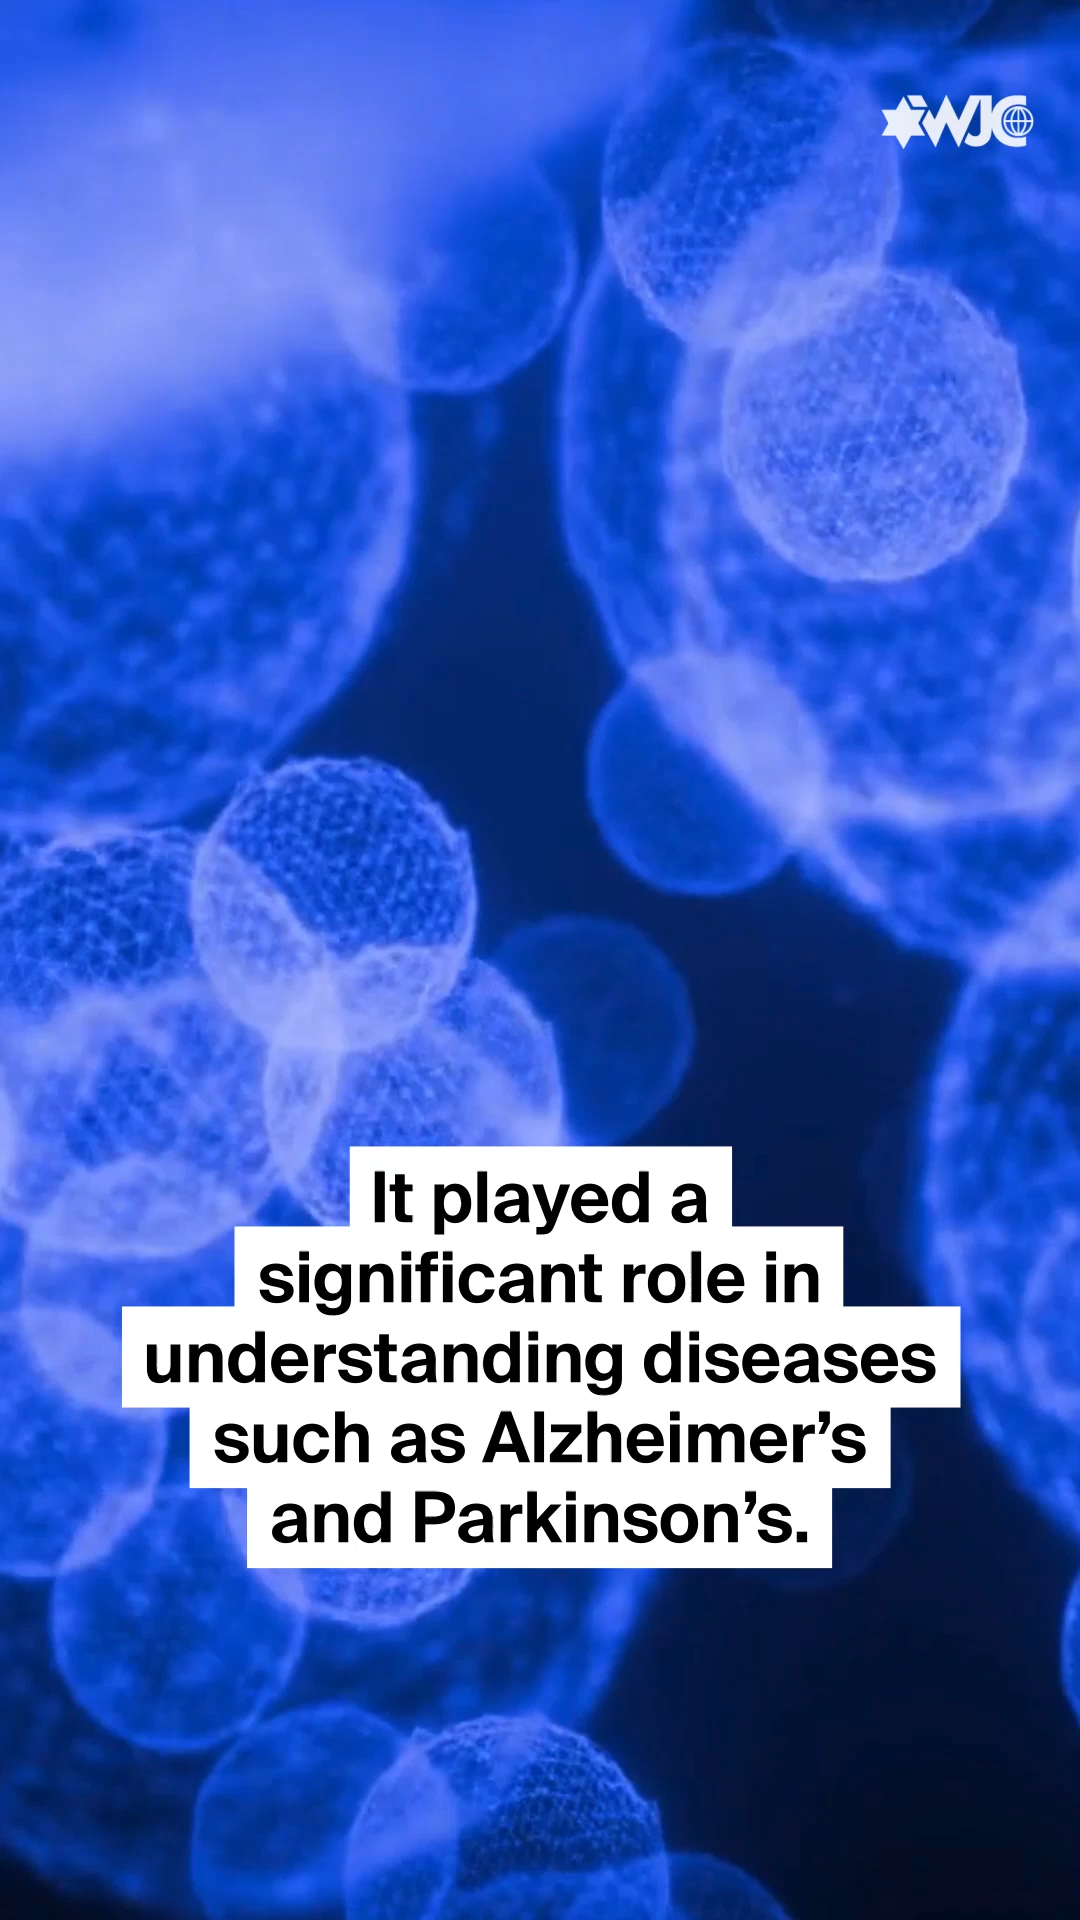 WJC
It played a
significant role in
understanding diseases
such as Alzheimer’s
and Parkinson’s.